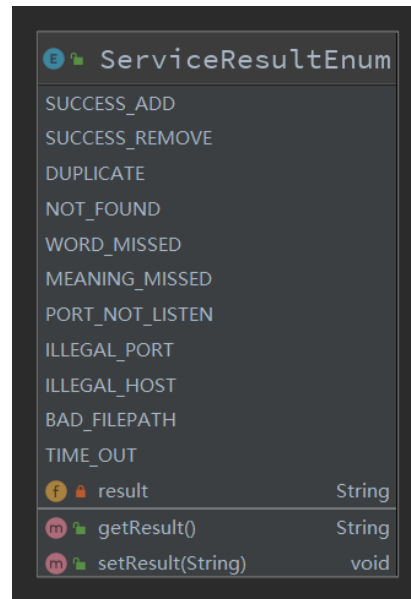 E ServiceResultEnum
SUCCESS_ADD
SUCCESS_REMOVE
DUPLICATE
NOT_FOUND
WORD_MISSED
MEANING_MISSED
PORT_NOT_LISTEN
ILLEGAL_PORT
ILLEGAL_HOST
BAD_FILEPATH
TIME_OUT
f result String
m getResult() String
m setResult(String) void